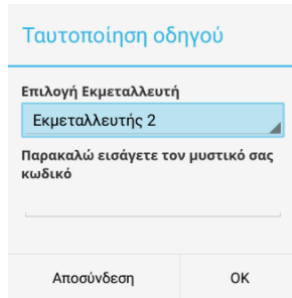 Ταυτοποίηση οδηγού
Επιλογή Εκμεταλλευτή
Εκμεταλλευτής 2
Παρακαλώ εισάγετε τον μυστικό σας
κωδικό
Αποσύνδεση
OK